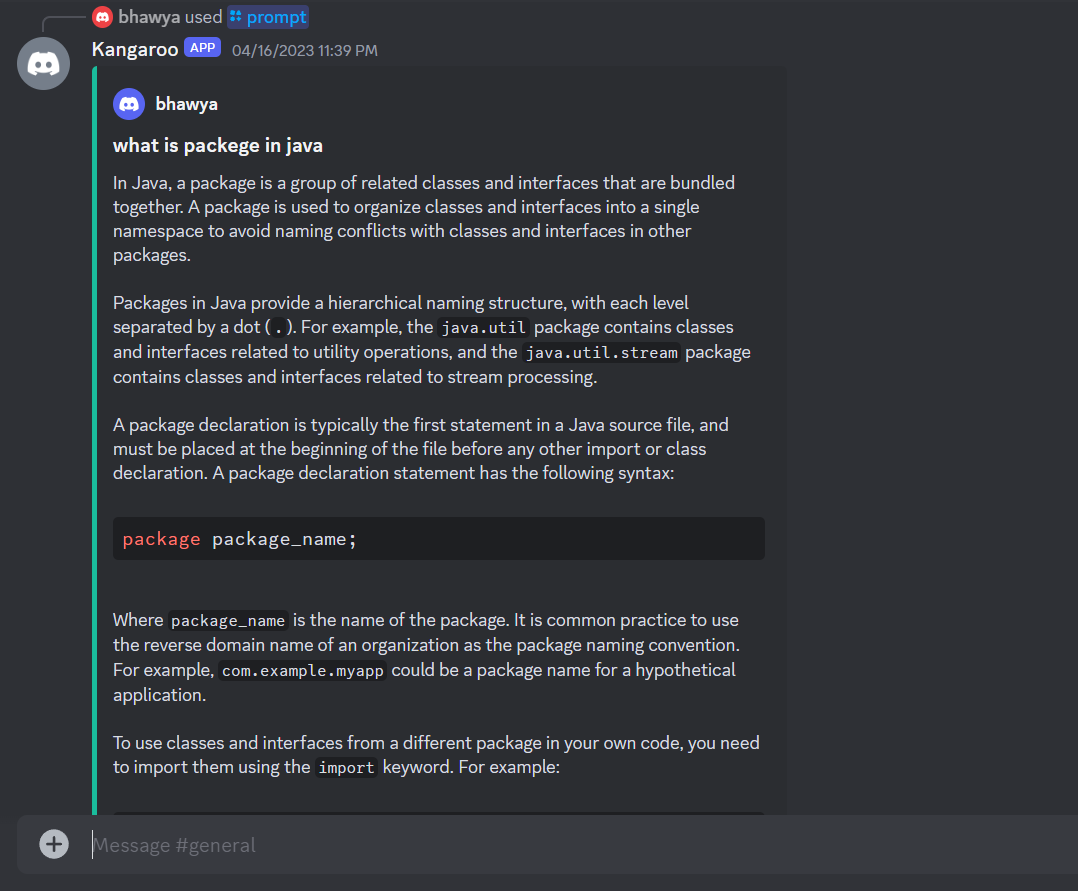 bhawya used prompt
Kangaroo APP 04/16/2023 11:39 PM
bhawya
what is packege in java
In Java, a package is a group of related classes and interfaces that are bundled
together. A package is used to organize classes and interfaces into a single
namespace to avoid naming conflicts with classes and interfaces in other
packages.
Packages in Java provide a hierarchical naming structure, with each level
separated by a dot (.). For example, the java.util package contains classes
and interfaces related to utility operations, and the java.util.stream package
contains classes and interfaces related to stream processing.
A package declaration is typically the first statement in a Java source file, and
must be placed at the beginning of the file before any other import or class
declaration. A package declaration statement has the following syntax:
package package_name;
Where package_name is the name of the package. It is common practice to use
the reverse domain name of an organization as the package naming convention.
For example, com.example.myapp could be a package name for a hypothetical
application.
To use classes and interfaces from a different package in your own code, you need
to import them using the import keyword. For example:
Message #general